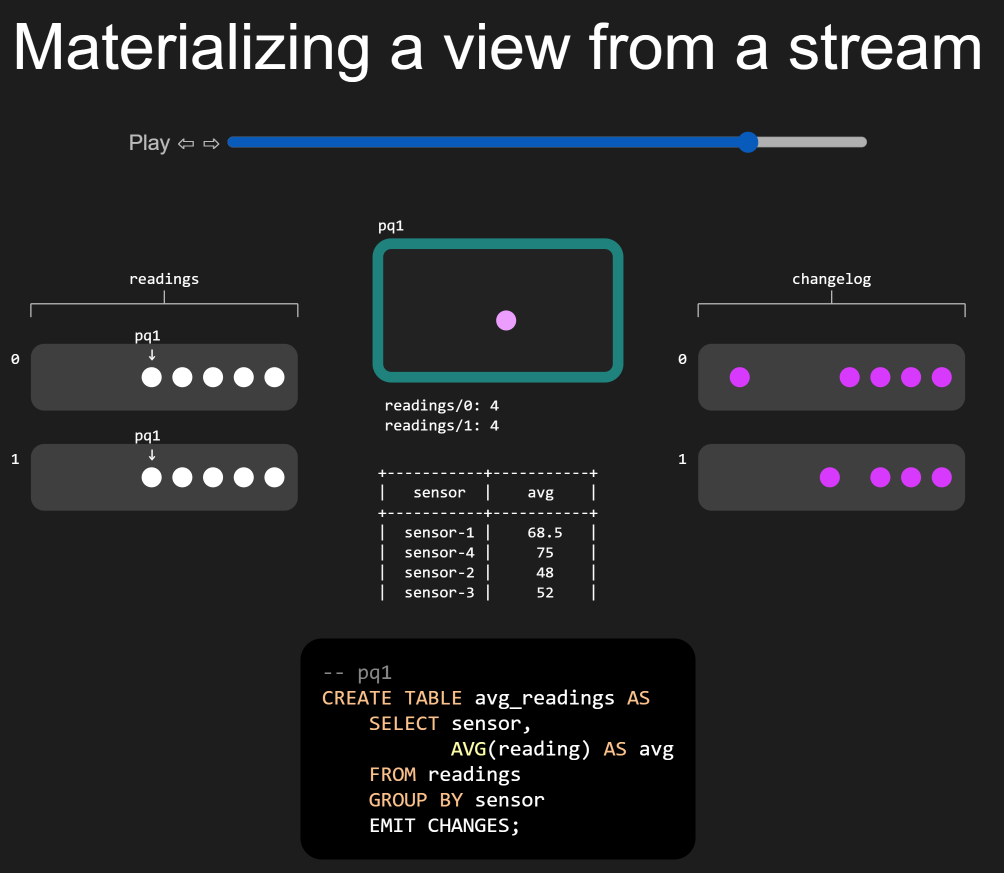 Materializing a view from a stream
Play ⇦ ⇨
pq1
readings
changelog
pq1
↓
0
0
readings/0: 4
readings/1: 4
pq1
↓
1
1
+-----------+-----------+
|   sensor  |    avg    |
+-----------+-----------+
|  sensor-1 |    68.5   |
|  sensor-4 |     75    |
|  sensor-2 |     48    |
|  sensor-3 |     52    |
-- pq1
CREATE TABLE avg_readings AS
    SELECT sensor,
           AVG(reading) AS avg
    FROM readings
    GROUP BY sensor
    EMIT CHANGES;